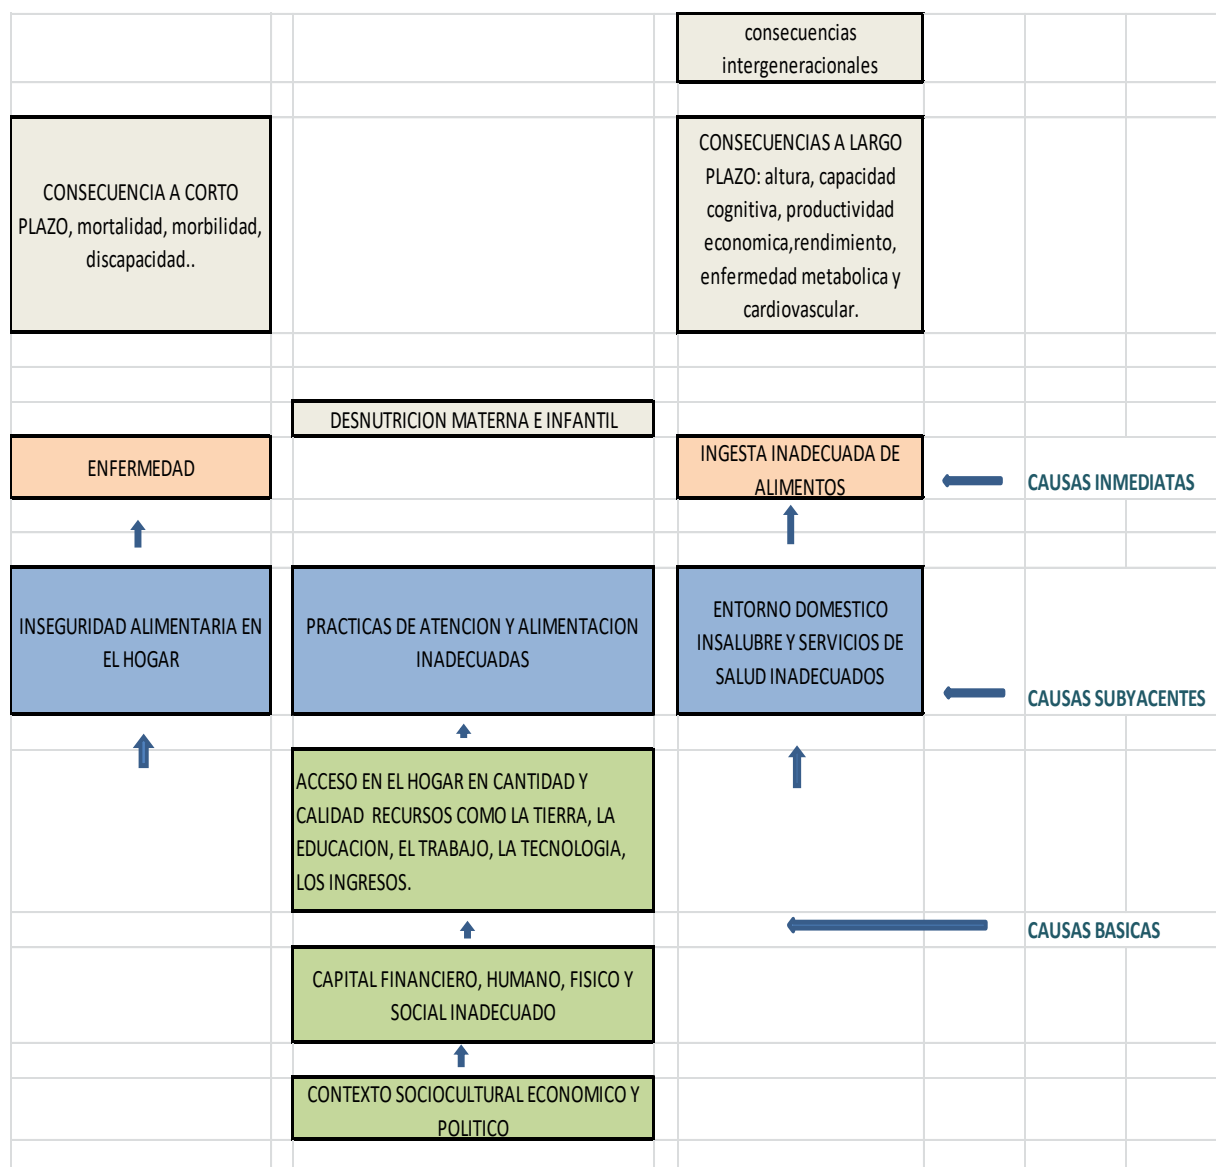 consecuencias
intergeneracionales
CONSECUENCIA A CORTO
PLAZO, mortalidad, morbilidad,
discapacidad..
CONSECUENCIAS A LARGO
PLAZO: altura, capacidad
cognitiva, productividad
economica,rendimiento,
enfermedad metabolica y
cardiovascular.
DESNUTRICION MATERNA E INFANTIL
ENFERMEDAD
INGESTA INADECUADA DE
ALIMENTOS
CAUSAS INMEDIATAS
INSEGURIDAD ALIMENTARIA EN
EL HOGAR
PRACTICAS DE ATENCION Y ALIMENTACION
INADECUADAS
ENTORNO DOMESTICO
INSALUBRE Y SERVICIOS DE
SALUD INADECUADOS
CAUSAS SUBYACENTES
ACCESO EN EL HOGAR EN CANTIDAD Y
CALIDAD RECURSOS COMO LA TIERRA, LA
EDUCACION, EL TRABAJO, LA TECNOLOGIA,
LOS INGRESOS.
CAUSAS BASICAS
CAPITAL FINANCIERO, HUMANO, FISICO Y
SOCIAL INADECUADO
CONTEXTO SOCIOCULTURAL ECONOMICO Y
POLITICO